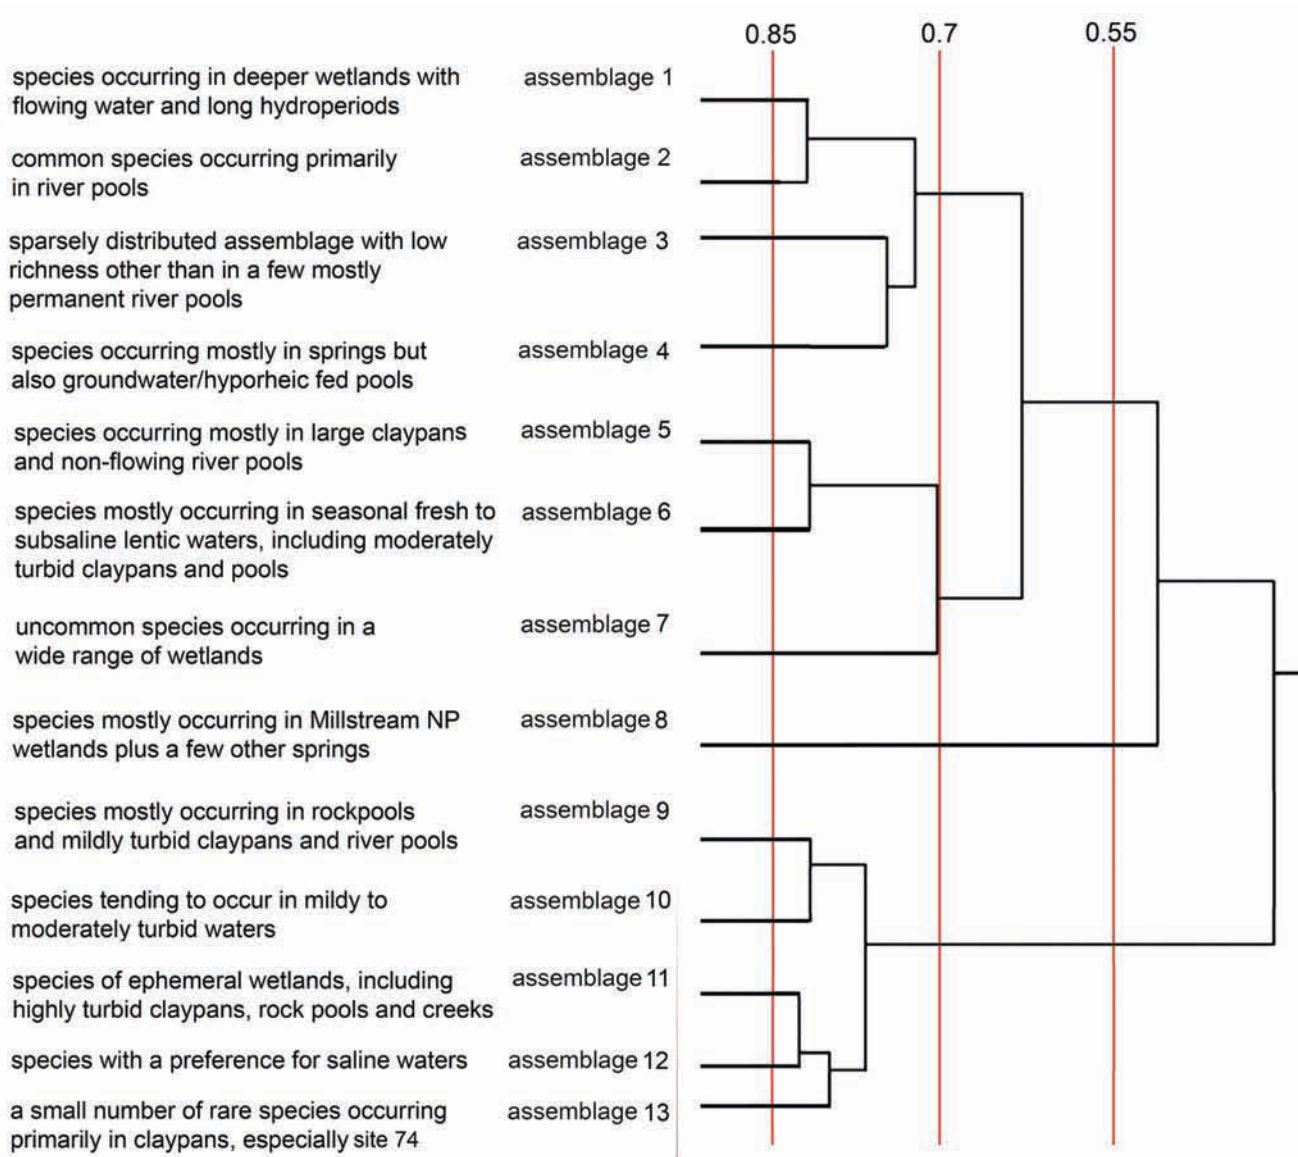 0.85 0.7 0.55
species occurring in deeper wetlands with assemblage 1
flowing water and long hydroperiods
common species occurring primarily assemblage 2
in river pools
sparsely distributed assemblage with low assemblage 3
richness other than in a few mostly
permanent river pools
species occurring mostly in springs but assemblage 4
also groundwater/hyporheic fed pools
species occurring mostly in large claypans assemblage 5
and non-flowing river pools
species mostly occurring in seasonal fresh to assemblage 6
subsaline lentic waters, including moderately
turbid claypans and pools
uncommon species occurring in a assemblage 7
wide range of wetlands
species mostly occurring in Millstream NP assemblage 8
wetlands plus a few other springs
species mostly occurring in rockpools assemblage 9
and mildly turbid claypans and river pools
species tending to occur in mildy to assemblage 10
moderately turbid waters
species of ephemeral wetlands, including assemblage 11
highly turbid claypans, rock pools and creeks
species with a preference for saline waters assemblage 12
a small number of rare species occurring assemblage 13
primarily in claypans, especially site 74